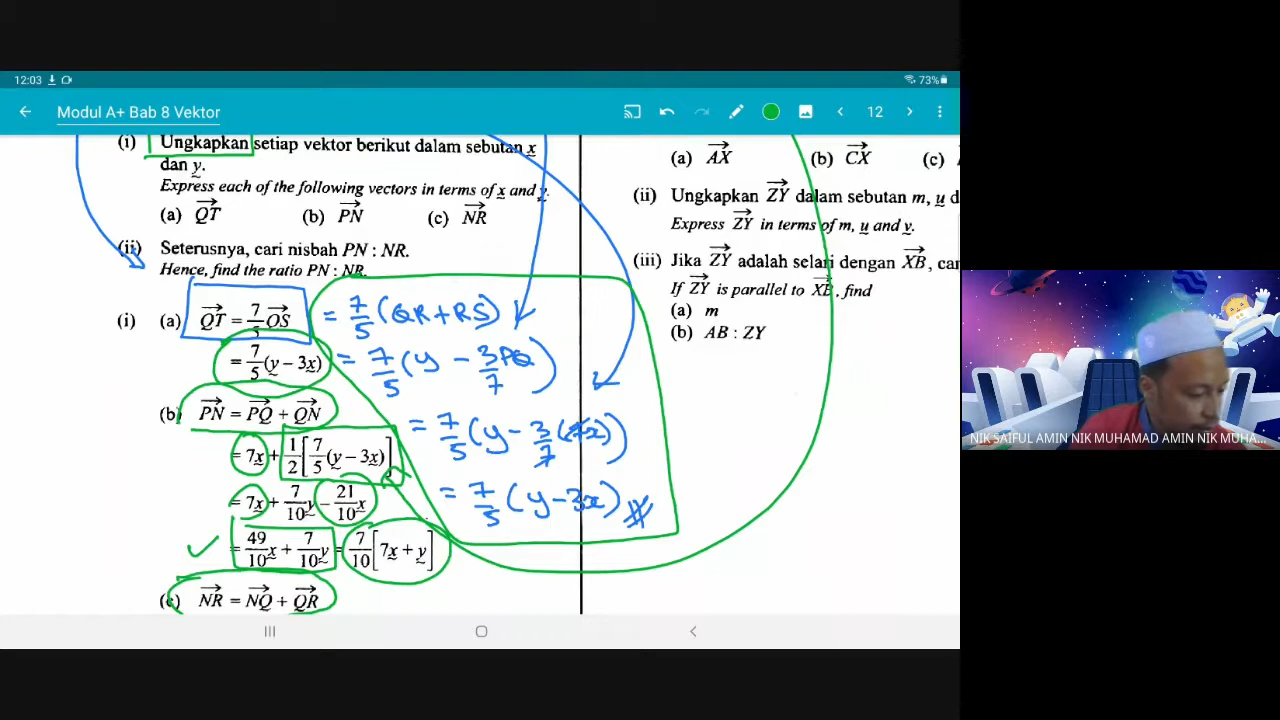 12:03
73%
Modul A+ Bab 8 Vektor
12
(i) Ungkapkan setiap vektor berikut dalam sebutan x
dan y.
Express each of the following vectors in terms of x and y.
(a) QT (b) PN (c) NR
(ii) Seterusnya, cari nisbah PN : NR.
Hence, find the ratio PN : NR.
(i) (a) QT = 7/5 QS = 7/5 (QR + RS)
= 7/5 (y – 3x) = 7/5 (y – 3PQ/7)
(b) PN = PQ + QN
= 7/5 (y – 3/7 (7x))
= 7x + 1/2 [7/5 (y – 3x)]
= 7/5 (y – 3x)
= 7x + 7/10 y – 21/10 x
= 49/10 x + 7/10 y = 7/10 [7x + y]
(c) NR = NQ + QR
(a) AX (b) CX (c)
(ii) Ungkapkan ZY dalam sebutan m, u d
Express ZY in terms of m, u and y.
(iii) Jika ZY adalah selari dengan XB, car
If ZY is parallel to XB, find
(a) m
(b) AB : ZY
NIK SAIFUL AMIN NIK MUHAMAD AMIN NIK MUHA...